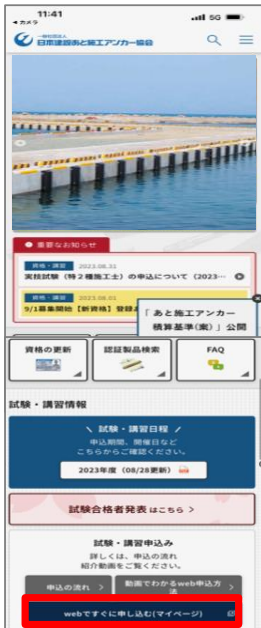 11:41
5G
◂ カメラ
一般社団法人
日本建設あと施工アンカー協会
重要なお知らせ
資格・講習 2023.08.31
実技試験（特２種施工士）の申込について（2023…
資格・講習 2023.08.01
9/1募集開始【新資格】登録
「あと施工アンカー
積算基準(案)」公開
資格の更新
認証製品検索
FAQ
試験・講習情報
＼ 試験・講習日程 ／
申込期間、開催日など
こちらからご確認ください。
2023年度（08/28更新）
試験合格者発表はこちら >
試験・講習申込み
詳しくは、申込の流れ
紹介動画をご覧ください。
申込の流れ >
動画でわかるweb申込方法 >
webですぐに申し込む(マイページ)